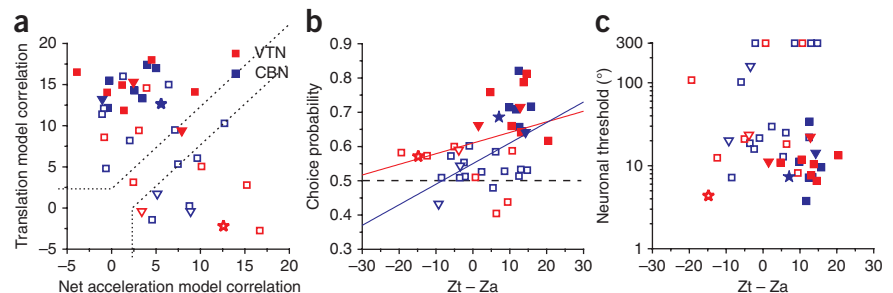 a
Translation model correlation
20
15
10
5
0
–5
–5 0 5 10 15 20
Net acceleration model correlation
VTN
CBN
b
Choice probability
0.9
0.8
0.7
0.6
0.5
0.4
0.3
–30 –20 –10 0 10 20 30
Zt – Za
c
Neuronal threshold (°)
300
100
10
1
–30 –20 –10 0 10 20 30
Zt – Za